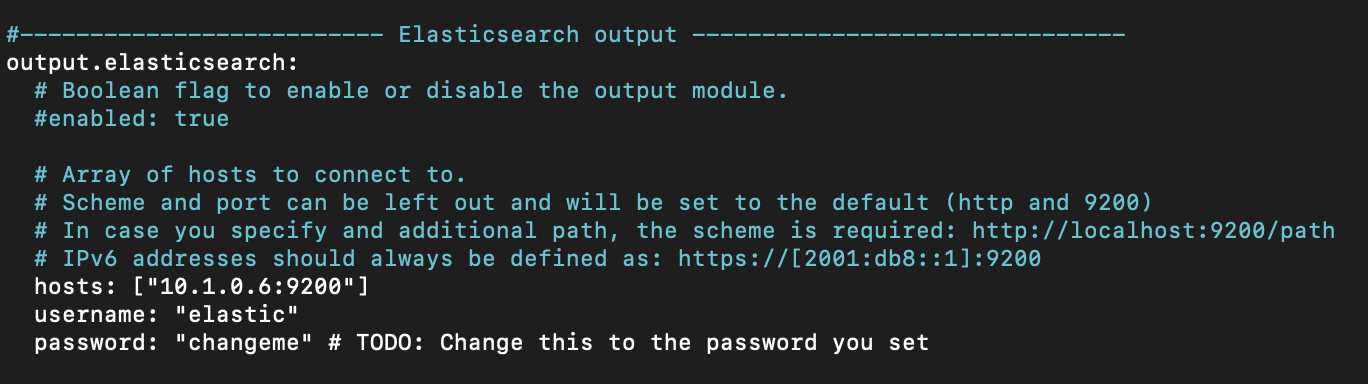 #-------------------------- Elasticsearch output -------------------------------
output.elasticsearch:
  # Boolean flag to enable or disable the output module.
  #enabled: true

  # Array of hosts to connect to.
  # Scheme and port can be left out and will be set to the default (http and 9200)
  # In case you specify and additional path, the scheme is required: http://localhost:9200/path
  # IPv6 addresses should always be defined as: https://[2001:db8::1]:9200
  hosts: ["10.1.0.6:9200"]
  username: "elastic"
  password: "changeme" # TODO: Change this to the password you set